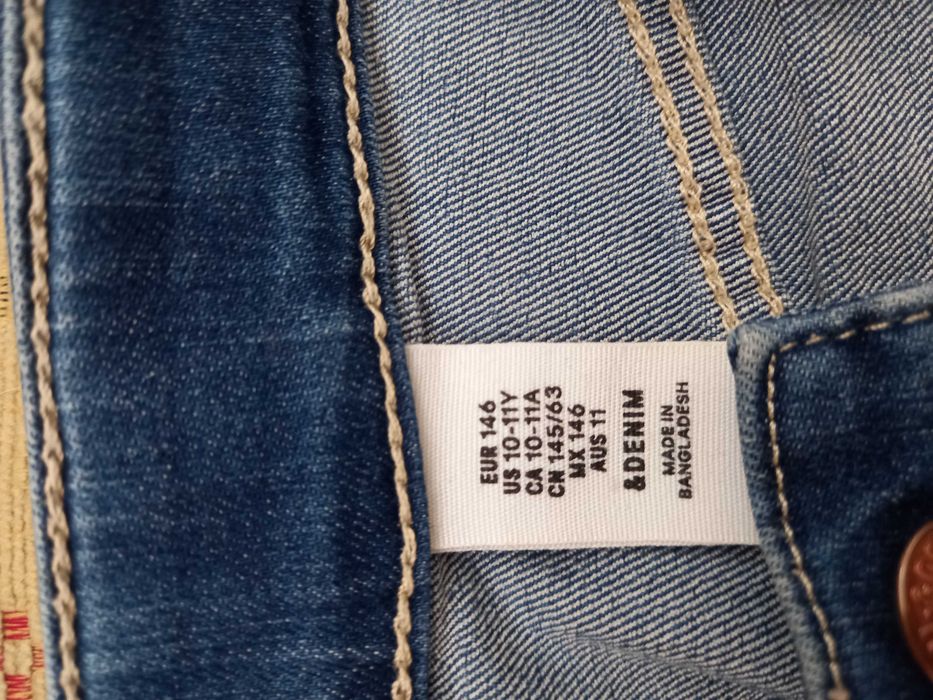 EUR 146
US 10-11Y
CA 10-11A
CN 145/63
MX 146
AUS 11
&DENIM
MADE IN
BANGLADESH